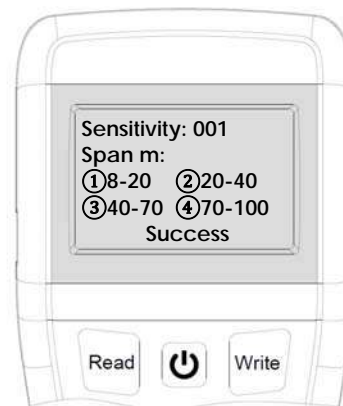 Sensitivity: 001
Span m:
①8-20 ②20-40
③40-70 ④70-100
Success
Read Write